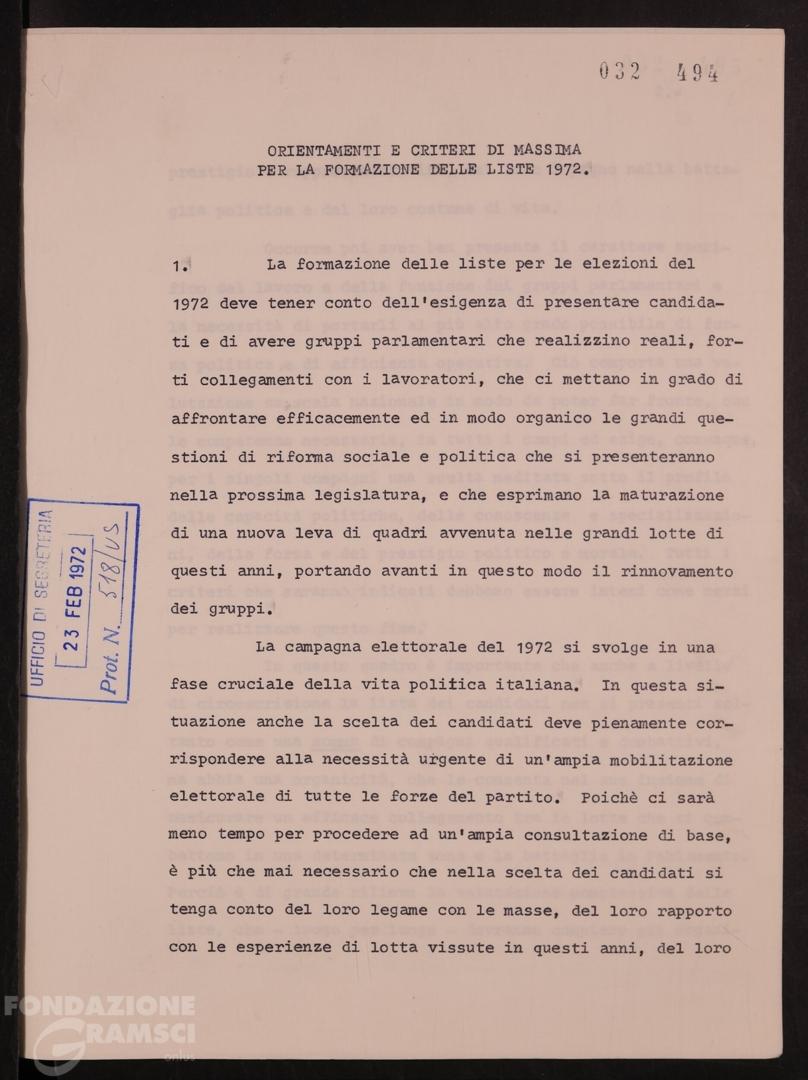 032 494
ORIENTAMENTI E CRITERI DI MASSIMA
PER LA FORMAZIONE DELLE LISTE 1972.
1. La formazione delle liste per le elezioni del
1972 deve tener conto dell'esigenza di presentare candida-
ti e di avere gruppi parlamentari che realizzino reali, for-
ti collegamenti con i lavoratori, che ci mettano in grado di
affrontare efficacemente ed in modo organico le grandi que-
stioni di riforma sociale e politica che si presenteranno
nella prossima legislatura, e che esprimano la maturazione
di una nuova leva di quadri avvenuta nelle grandi lotte di
questi anni, portando avanti in questo modo il rinnovamento
dei gruppi.
La campagna elettorale del 1972 si svolge in una
fase cruciale della vita politica italiana. In questa si-
tuazione anche la scelta dei candidati deve pienamente cor-
rispondere alla necessità urgente di un'ampia mobilitazione
elettorale di tutte le forze del partito. Poichè ci sarà
meno tempo per procedere ad un'ampia consultazione di base,
è più che mai necessario che nella scelta dei candidati si
tenga conto del loro legame con le masse, del loro rapporto
con le esperienze di lotta vissute in questi anni, del loro
UFFICIO DI SEGRETERIA
23 FEB 1972
Prot. N. 518/US
FONDAZIONE
GRAMSCI
onlus